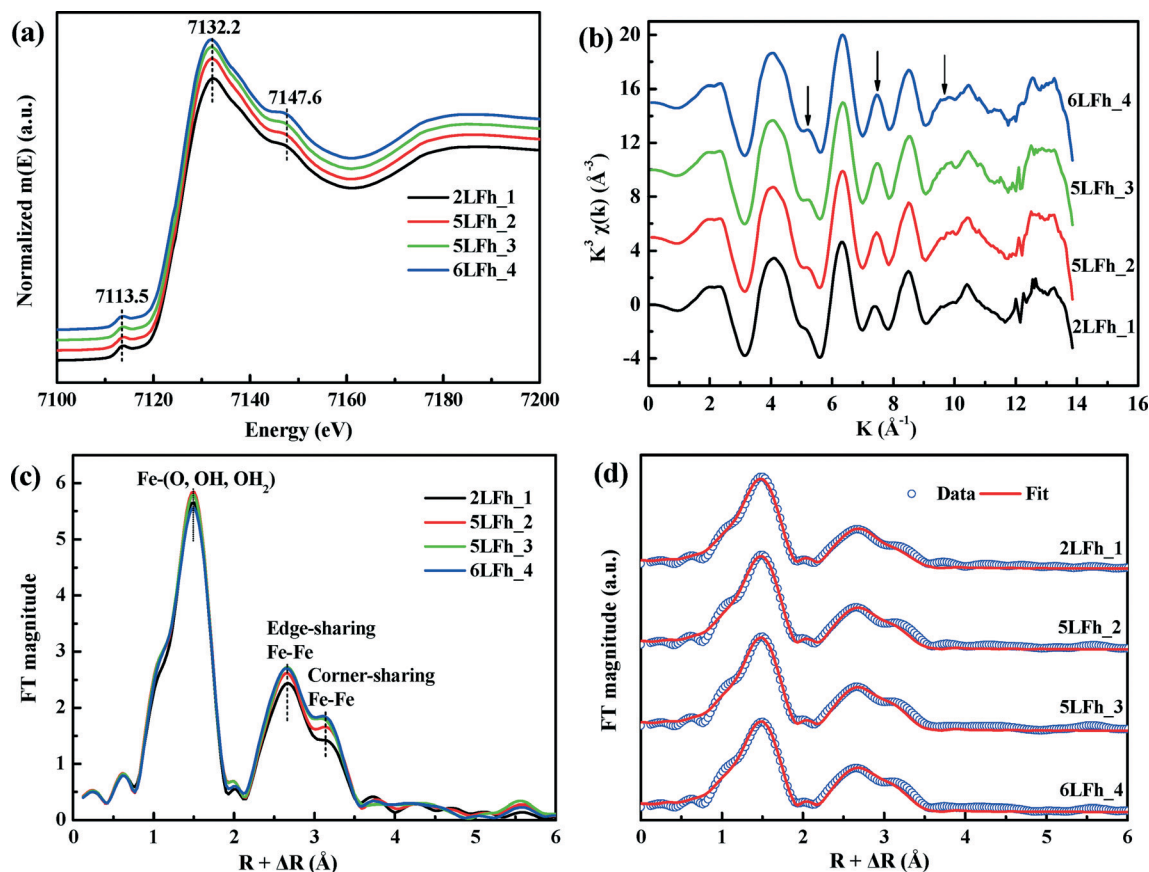 (a)
7132.2
7147.6
7113.5
2LFh_1
5LFh_2
5LFh_3
6LFh_4
Normalized m(E) (a.u.)
7100 7120 7140 7160 7180 7200
Energy (eV)
(b)
20
16
12
8
4
0
-4
6LFh_4
5LFh_3
5LFh_2
2LFh_1
K³ χ(k) (Å⁻³)
0 2 4 6 8 10 12 14 16
K (Å⁻¹)
(c)
Fe-(O, OH, OH₂)
2LFh_1
5LFh_2
5LFh_3
6LFh_4
Edge-sharing
Fe-Fe
Corner-sharing
Fe-Fe
6
5
4
3
2
1
0
FT magnitude
0 1 2 3 4 5 6
R + ΔR (Å)
(d)
Data Fit
2LFh_1
5LFh_2
5LFh_3
6LFh_4
FT magnitude (a.u.)
0 1 2 3 4 5 6
R + ΔR (Å)